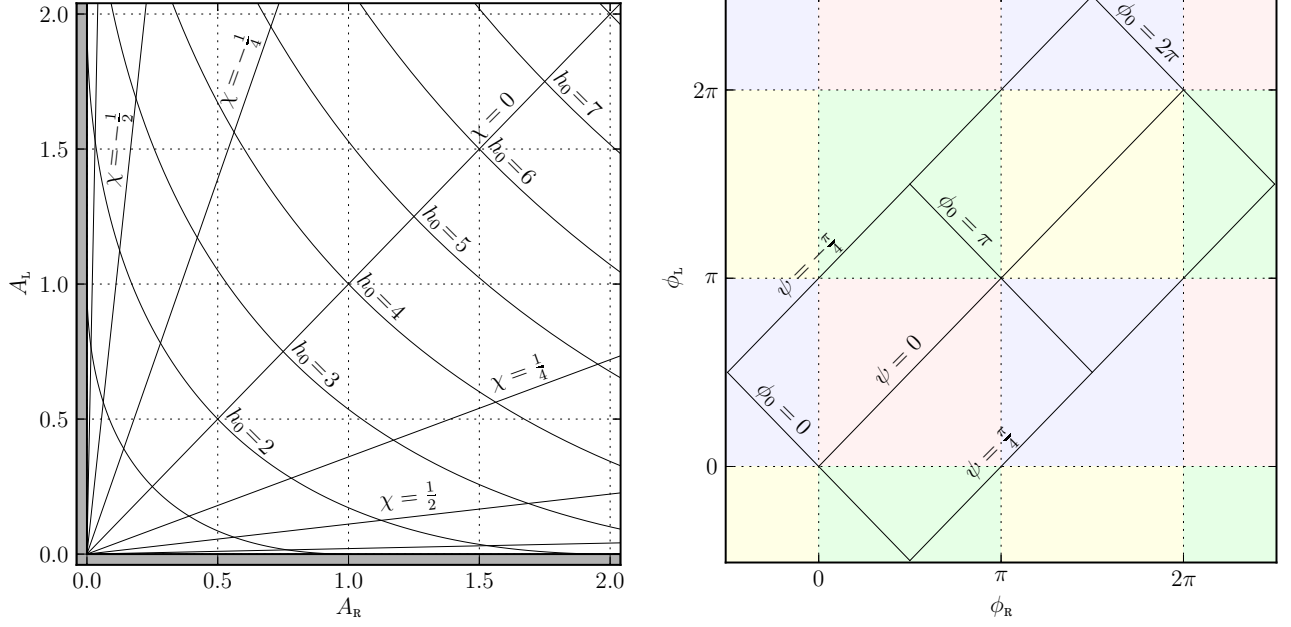 2.0
1.5
1.0
0.5
0.0
A_L
0.0 0.5 1.0 1.5 2.0
A_R
χ = −1/2
χ = −1/4
χ = 0
χ = 1/4
χ = 1/2
h₀ = 7
h₀ = 6
h₀ = 5
h₀ = 4
h₀ = 3
h₀ = 2
2π
π
0
ϕ_L
0 π 2π
ϕ_R
ϕ₀ = 2π
ϕ₀ = π
ϕ₀ = 0
ψ = −π/4
ψ = 0
ψ = π/4